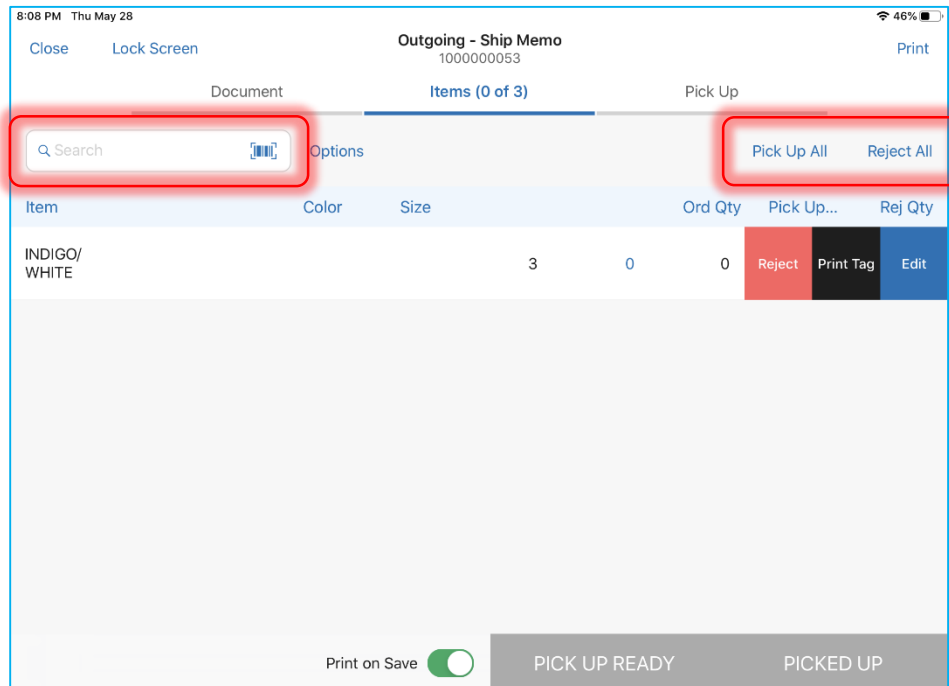 8:08 PM Thu May 28 46%
Close Lock Screen Outgoing - Ship Memo Print
1000000053
Document Items (0 of 3) Pick Up
Search Options Pick Up All Reject All
Item Color Size Ord Qty Pick Up... Rej Qty
INDIGO/
WHITE 3 0 0 Reject Print Tag Edit
Print on Save PICK UP READY PICKED UP